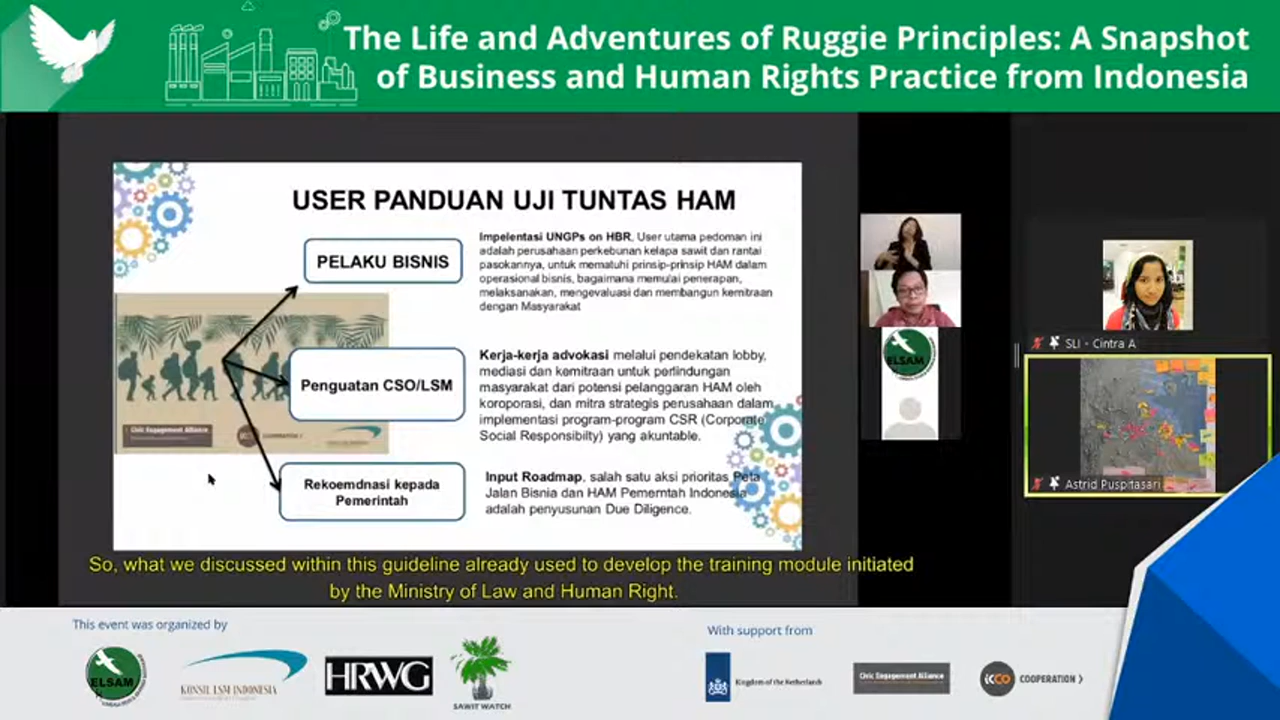 The Life and Adventures of Ruggie Principles: A Snapshot
of Business and Human Rights Practice from Indonesia
USER PANDUAN UJI TUNTAS HAM
PELAKU BISNIS
Impelentasi UNGPs on HBR, User utama pedoman ini
adalah perusahaan perkebunan kelapa sawit dan rantai
pasokannya, untuk mematuhi prinsip-prinsip HAM dalam
operasional bisnis, bagaimana memulai penerapan,
melaksanakan, mengevaluasi dan membangun kemitraan
dengan Masyarakat
Penguatan CSO/LSM
Kerja-kerja advokasi melalui pendekatan lobby,
mediasi dan kemitraan untuk perlindungan
masyarakat dari potensi pelanggaran HAM oleh
koroporasi, dan mitra strategis perusahaan dalam
implementasi program-program CSR (Corporate
Social Responsibilty) yang akuntable.
Civic Engagement Alliance
COOPERATION
Rekoemdnasi kepada
Pemerintah
Input Roadmap, salah satu aksi prioritas Peta
Jalan Bisnia dan HAM Pemerntah Indonesia
adalah penyusunan Due Diligence.
ELSAM
SLI - Cintra A
Astrid Puspitasari
So, what we discussed within this guideline already used to develop the training module initiated
by the Ministry of Law and Human Right.
This event was organized by
ELSAM
KONSIL LSM INDONESIA
HRWG
SAWIT WATCH
With support from
Kingdom of the Netherlands
Civic Engagement Alliance
icco COOPERATION